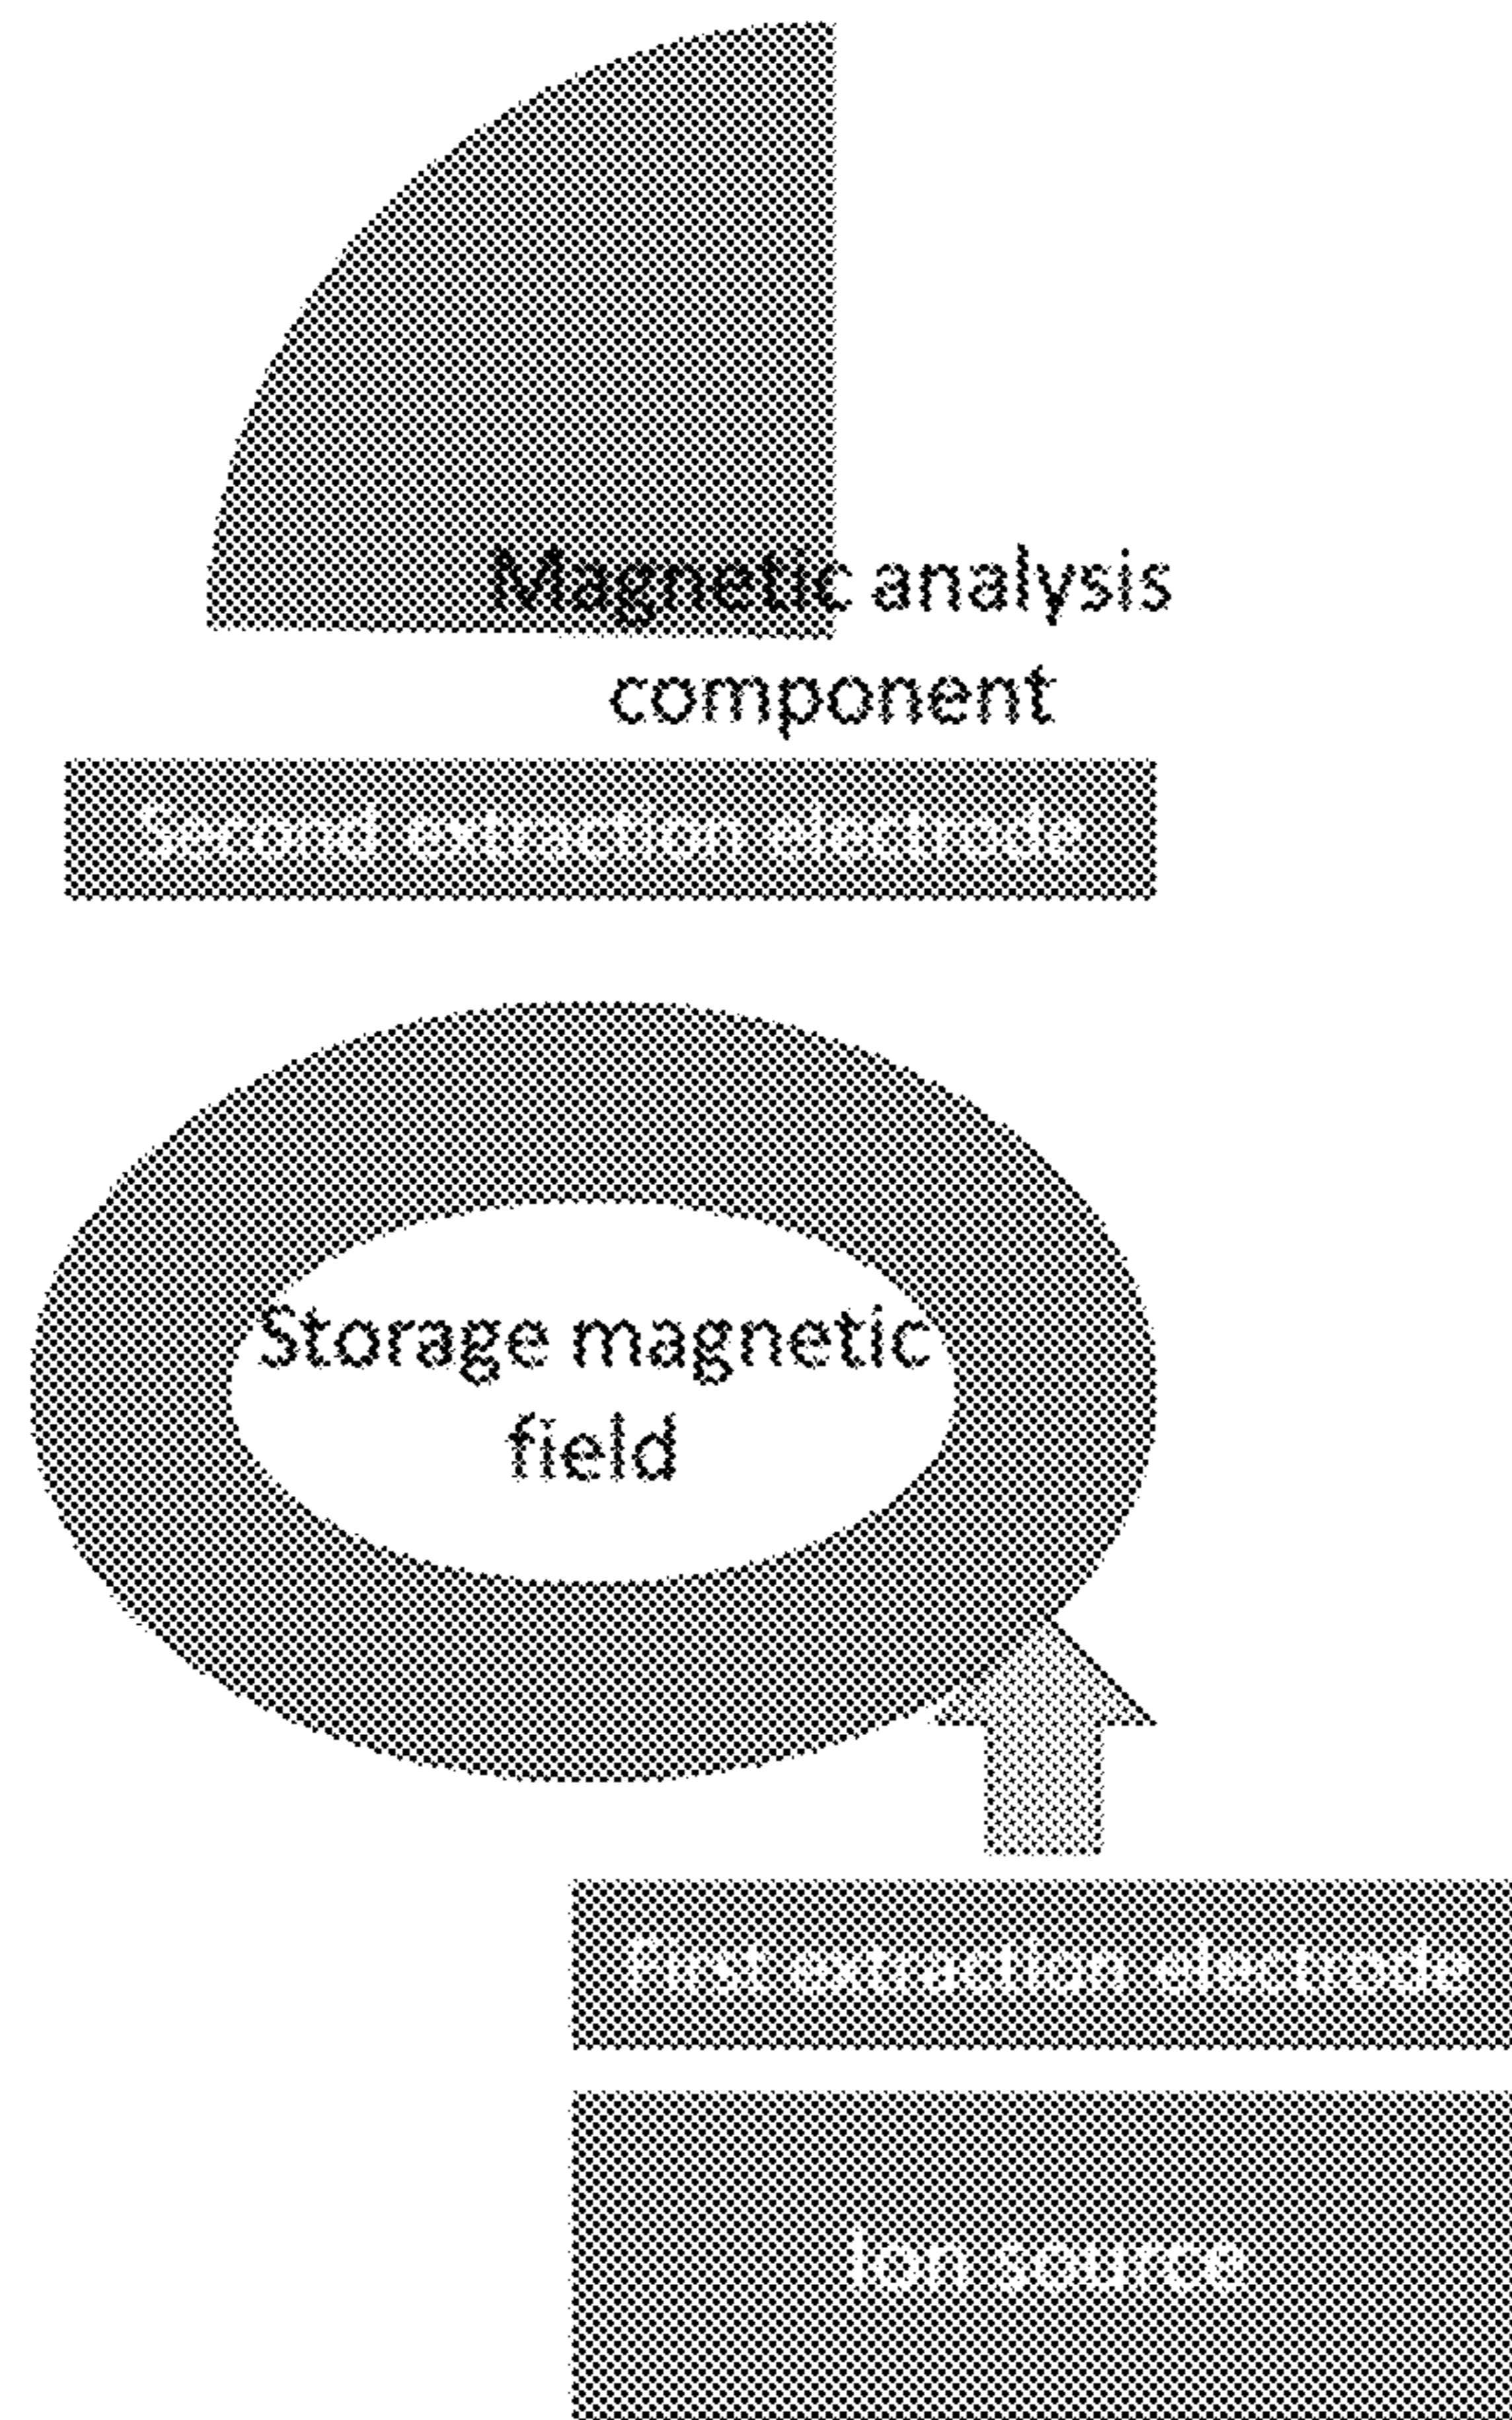 Magnetic analysis
component
Second extraction electrode
Storage magnetic
field
First extraction electrode
Ion source